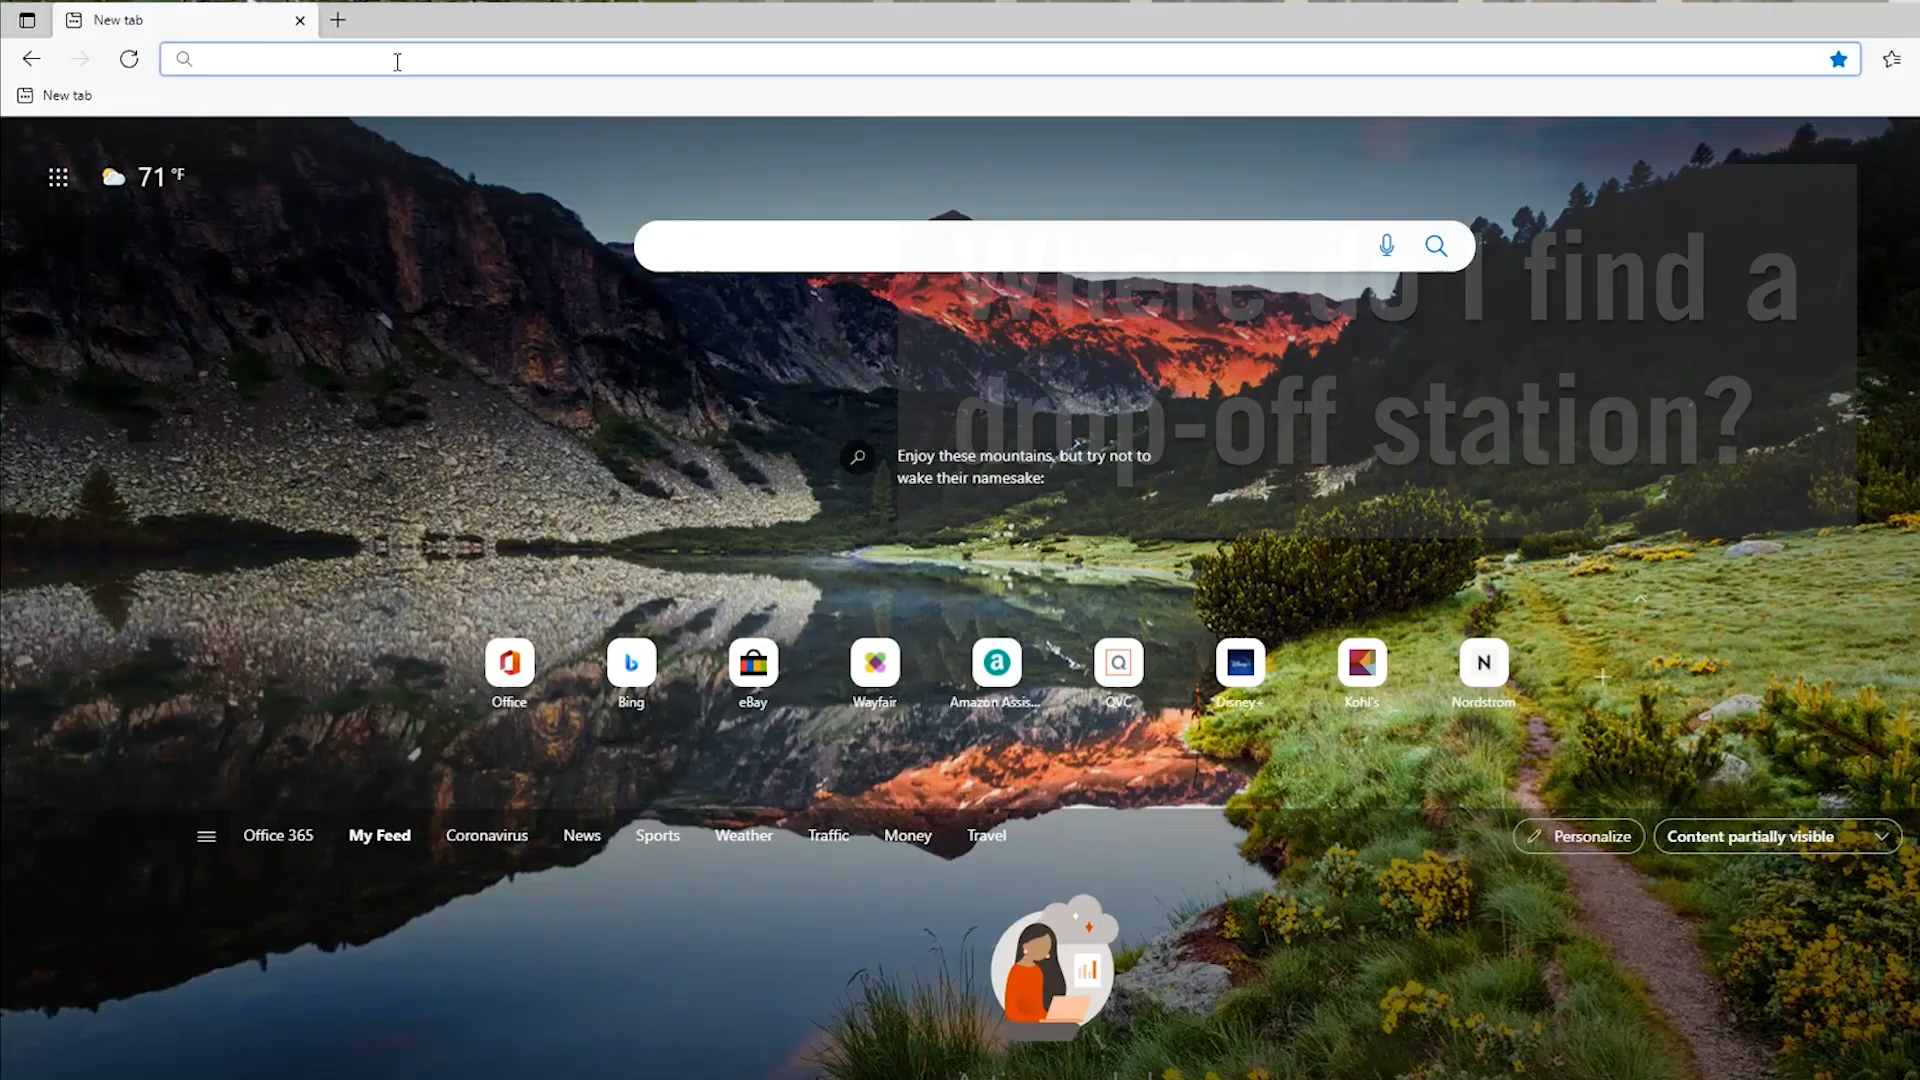 New tab
New tab
71 °F
Where do I find a
drop-off station?
Enjoy these mountains, but try not to
wake their namesake:
Office
Bing
eBay
Wayfair
Amazon Assis...
QVC
Disney+
Kohl's
N
Nordstrom
Office 365
My Feed
Coronavirus
News
Sports
Weather
Traffic
Money
Travel
Personalize
Content partially visible